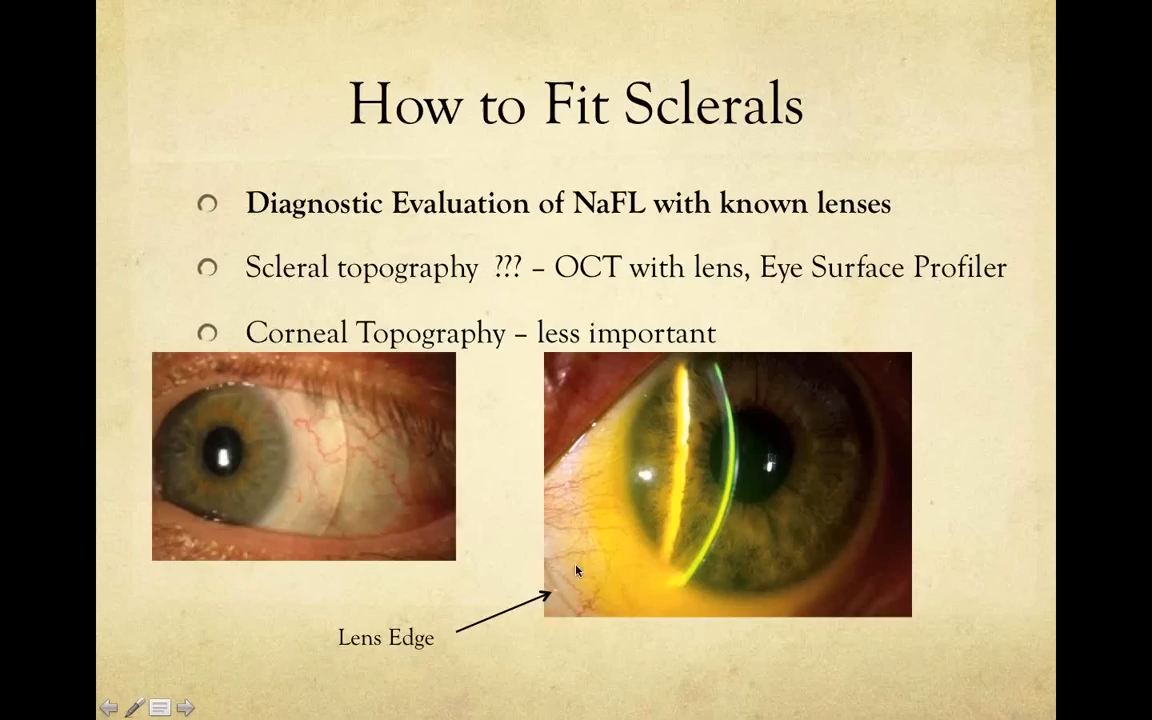 How to Fit Sclerals
Diagnostic Evaluation of NaFL with known lenses
Scleral topography ??? – OCT with lens, Eye Surface Profiler
Corneal Topography – less important
Lens Edge